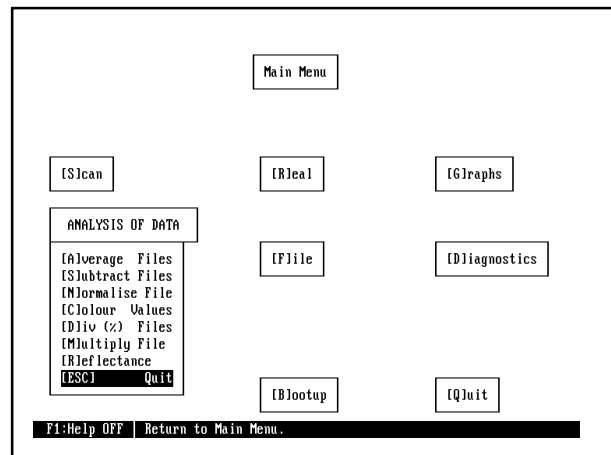 Main Menu
[S]can
[R]eal
[G]raphs
ANALYSIS OF DATA
[A]verage Files
[S]ubtract Files
[N]ormalise File
[C]olour Values
[D]iv (%) Files
[M]ultiply File
[R]eflectance
[ESC] Quit
[F]ile
[D]iagnostics
[B]ootup
[Q]uit
F1:Help OFF | Return to Main Menu.